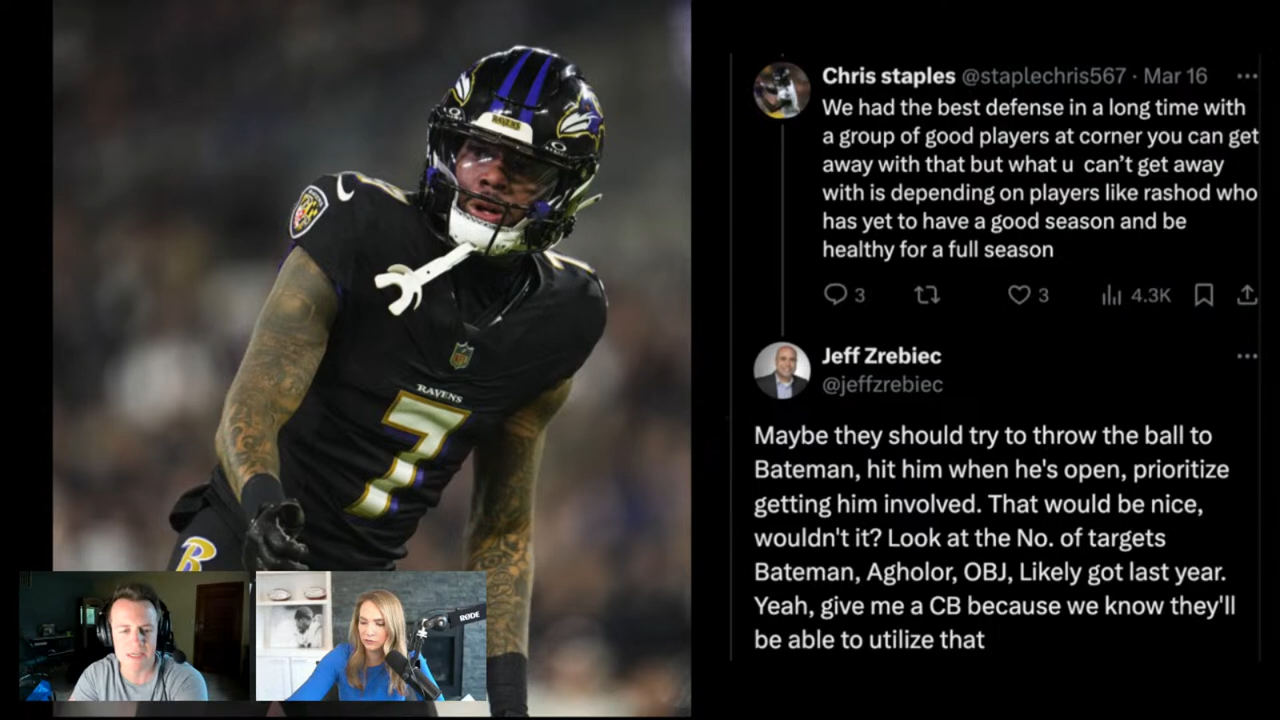 Chris staples @staplechris567 · Mar 16
We had the best defense in a long time with
a group of good players at corner you can get
away with that but what u can't get away
with is depending on players like rashod who
has yet to have a good season and be
healthy for a full season
3
3
4.3K
Jeff Zrebiec
@jeffzrebiec
Maybe they should try to throw the ball to
Bateman, hit him when he's open, prioritize
getting him involved. That would be nice,
wouldn't it? Look at the No. of targets
Bateman, Agholor, OBJ, Likely got last year.
Yeah, give me a CB because we know they'll
be able to utilize that
RAVENS
RAVENS
7
B
RØDE